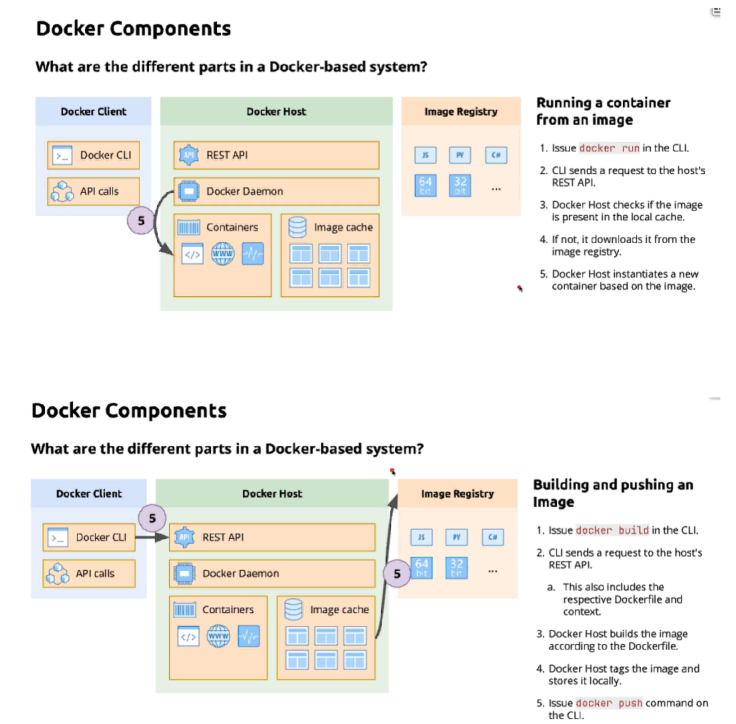 Docker Components
What are the different parts in a Docker-based system?
Docker Client
Docker Host
Image Registry
Docker CLI
API calls
API
REST API
Docker Daemon
5
Containers
WWW
Image cache
JS
PY
C#
64
bit
32
bit
...
Running a container
from an image
1. Issue docker run in the CLI.
2. CLI sends a request to the host's
REST API.
3. Docker Host checks if the image
is present in the local cache.
4. If not, it downloads it from the
image registry.
5. Docker Host instantiates a new
container based on the image.
Docker Components
What are the different parts in a Docker-based system?
Docker Client
Docker Host
Image Registry
5
Docker CLI
API calls
API
REST API
Docker Daemon
Containers
WWW
Image cache
5
JS
PY
C#
64
bit
32
bit
...
Building and pushing an
Image
1. Issue docker build in the CLI.
2. CLI sends a request to the host's
REST API.
a. This also includes the
respective Dockerfile and
context.
3. Docker Host builds the image
according to the Dockerfile.
4. Docker Host tags the image and
stores it locally.
5. Issue docker push command on
the CLI.